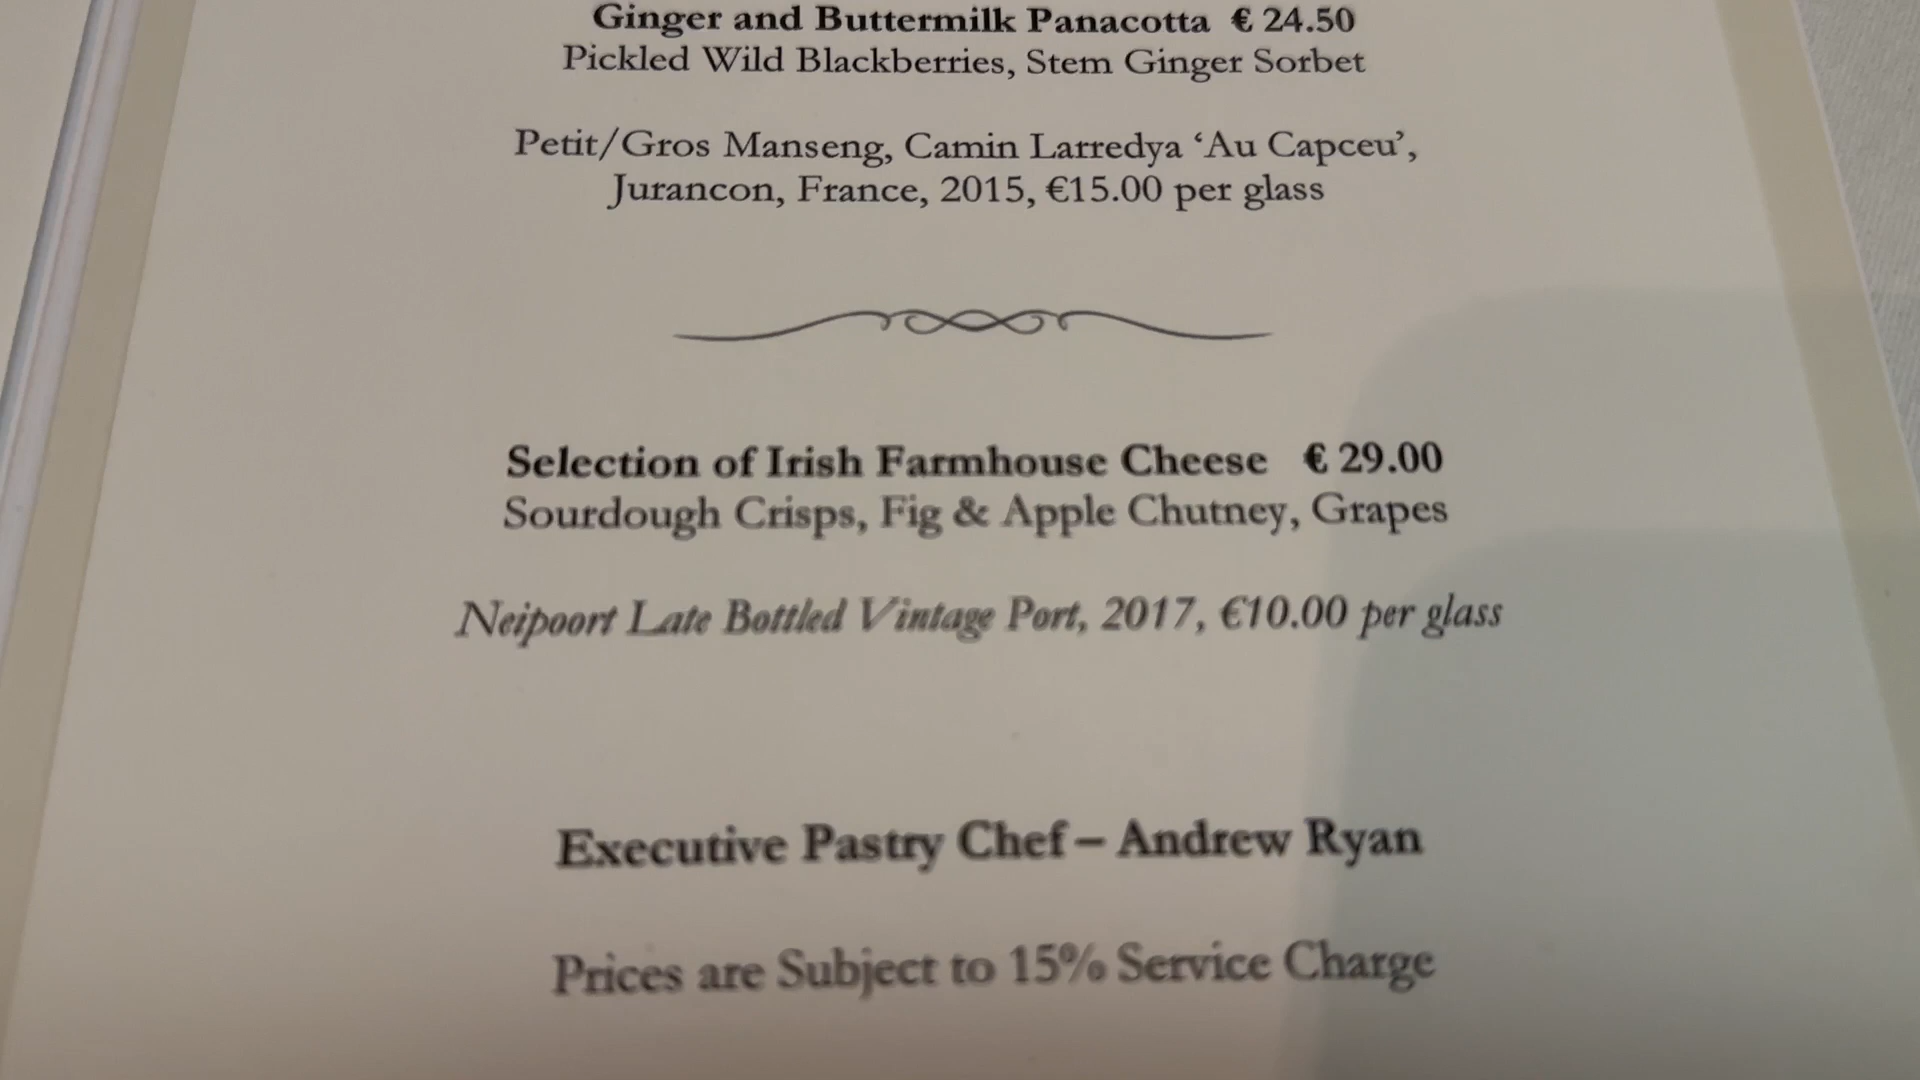 Ginger and Buttermilk Panacotta € 24.50
Pickled Wild Blackberries, Stem Ginger Sorbet
Petit/Gros Manseng, Camin Larredya ‘Au Capceu’,
Jurancon, France, 2015, €15.00 per glass
Selection of Irish Farmhouse Cheese € 29.00
Sourdough Crisps, Fig & Apple Chutney, Grapes
Neipoort Late Bottled Vintage Port, 2017, €10.00 per glass
Executive Pastry Chef – Andrew Ryan
Prices are Subject to 15% Service Charge